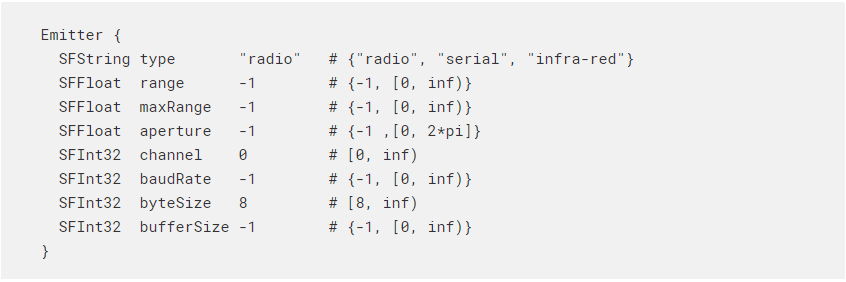 Emitter {
  SFString type       "radio"   # {"radio", "serial", "infra-red"}
  SFFloat  range      -1        # {-1, [0, inf)}
  SFFloat  maxRange   -1        # {-1, [0, inf)}
  SFFloat  aperture   -1        # {-1 ,[0, 2*pi]}
  SFInt32  channel    0         # [0, inf)
  SFInt32  baudRate   -1        # {-1, [0, inf)}
  SFInt32  byteSize   8         # [8, inf)
  SFInt32  bufferSize -1        # {-1, [0, inf)}
}